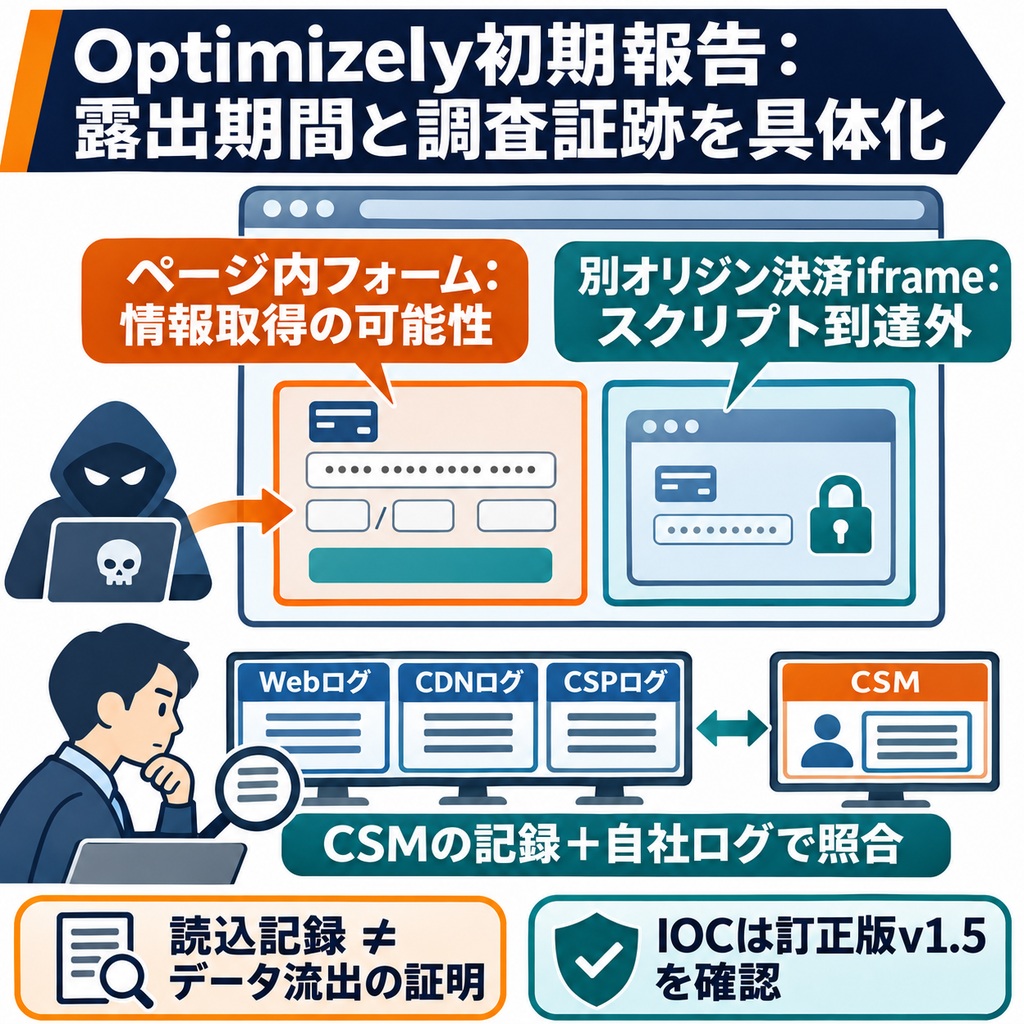 Optimizely初期報告：
露出期間と調査証跡を具体化
ページ内フォーム：
情報取得の可能性
別オリジン決済iframe：
スクリプト到達外
Webログ
CDNログ
CSPログ
CSM
CSMの記録＋自社ログで照合
読込記録 ≠
データ流出の証明
IOCは訂正版v1.5
を確認